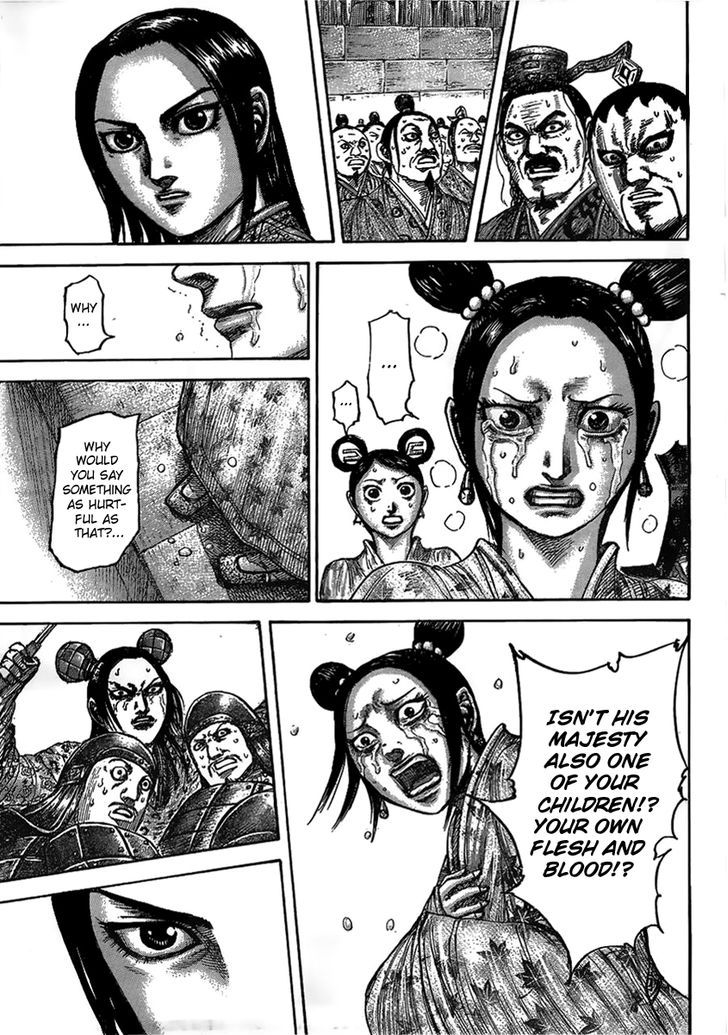 ...
...
WHY
...
WHY
WOULD
YOU SAY
SOMETHING
AS HURT-
FUL AS
THAT?...
ISN'T HIS
MAJESTY
ALSO ONE
OF YOUR
CHILDREN!?
YOUR OWN
FLESH AND
BLOOD!?